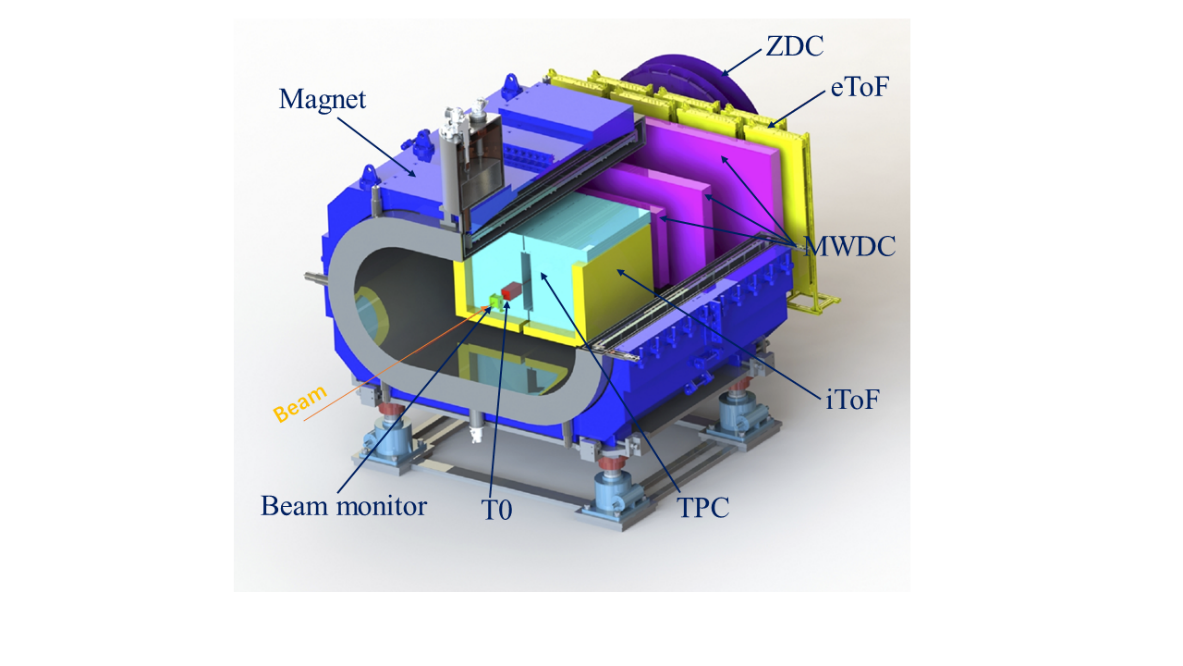 ZDC
eToF
Magnet
MWDC
Beam
iToF
Beam monitor
T0
TPC